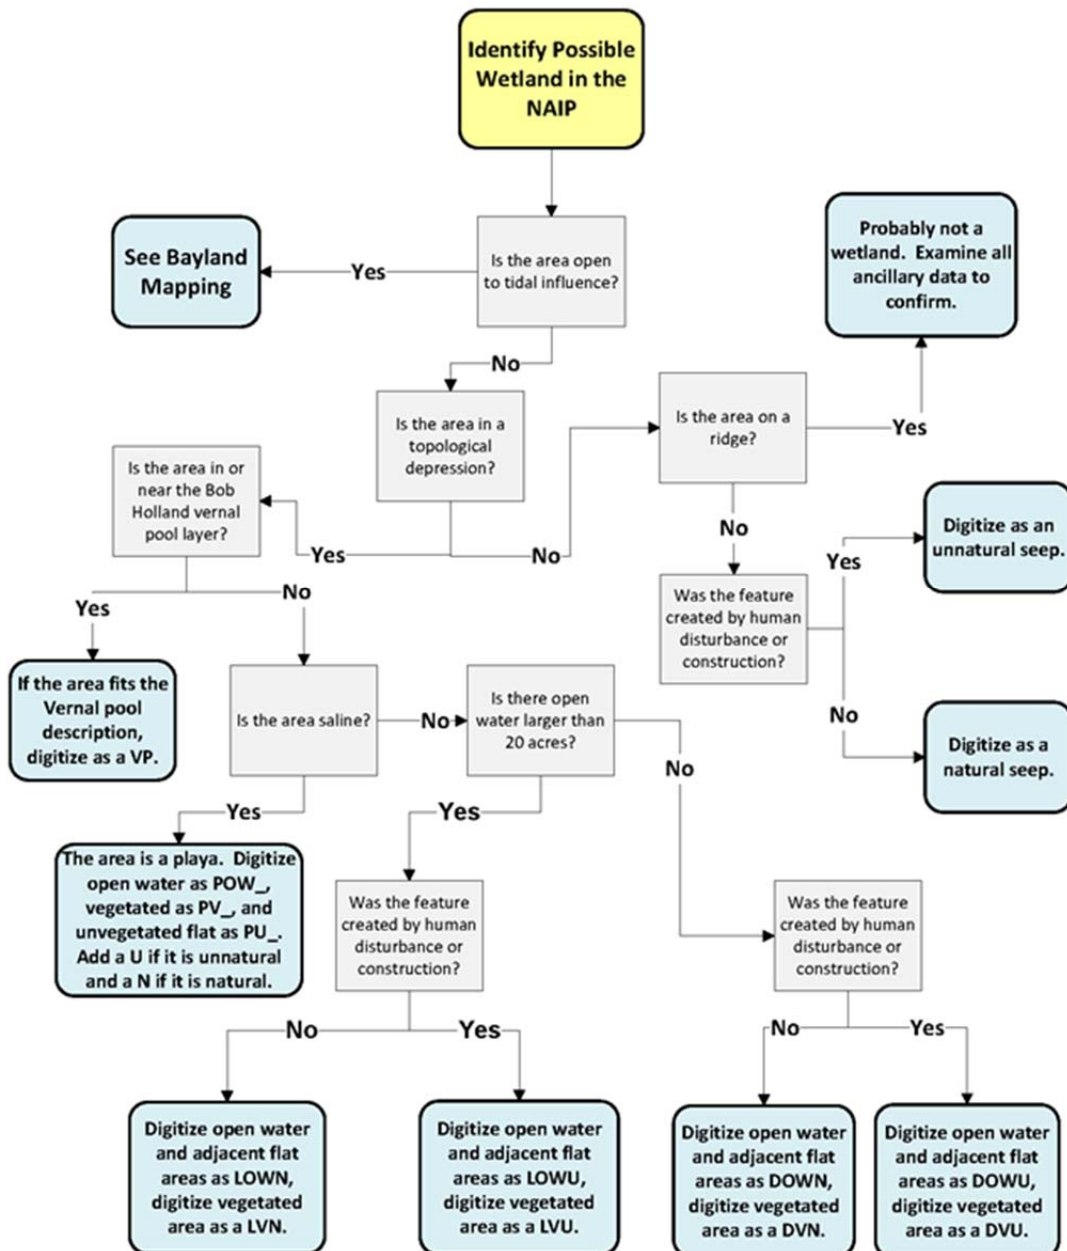 Identify Possible
Wetland in the
NAIP
Is the area open
to tidal influence?
Yes
See Bayland
Mapping
Probably not a
wetland.  Examine all
ancillary data to
confirm.
No
Is the area in a
topological
depression?
Is the area on a
ridge?
Yes
Is the area in or
near the Bob
Holland vernal
pool layer?
Yes
No
No
Digitize as an
unnatural seep.
Yes
Was the feature
created by human
disturbance or
construction?
No
Digitize as a
natural seep.
Yes
No
If the area fits the
Vernal pool
description,
digitize as a VP.
Is the area saline?
No
Is there open
water larger than
20 acres?
No
Yes
Yes
The area is a playa.  Digitize
open water as POW_,
vegetated as PV_, and
unvegetated flat as PU_.
Add a U if it is unnatural
and a N if it is natural.
Was the feature
created by human
disturbance or
construction?
Was the feature
created by human
disturbance or
construction?
No
Yes
No
Yes
Digitize open water
and adjacent flat
areas as LOWN,
digitize vegetated
area as a LVN.
Digitize open water
and adjacent flat
areas as LOWU,
digitize vegetated
area as a LVU.
Digitize open water
and adjacent flat
areas as DOWN,
digitize vegetated
area as a DVN.
Digitize open water
and adjacent flat
areas as DOWU,
digitize vegetated
area as a DVU.